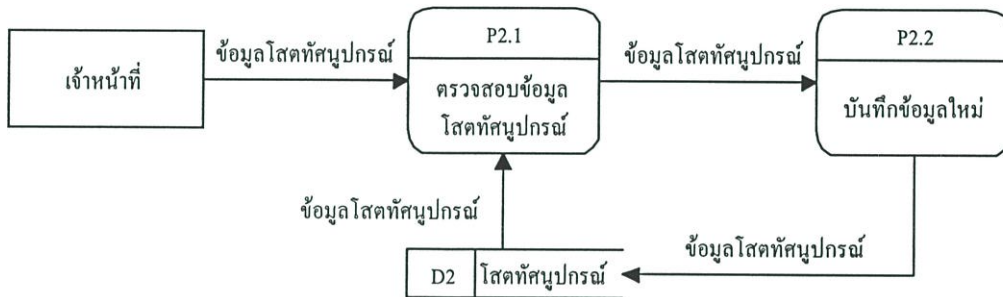 เจ้าหน้าที่
ข้อมูลโสตทัศนูปกรณ์
P2.1
ตรวจสอบข้อมูล
โสตทัศนูปกรณ์
ข้อมูลโสตทัศนูปกรณ์
P2.2
บันทึกข้อมูลใหม่
ข้อมูลโสตทัศนูปกรณ์
D2 โสตทัศนูปกรณ์
ข้อมูลโสตทัศนูปกรณ์